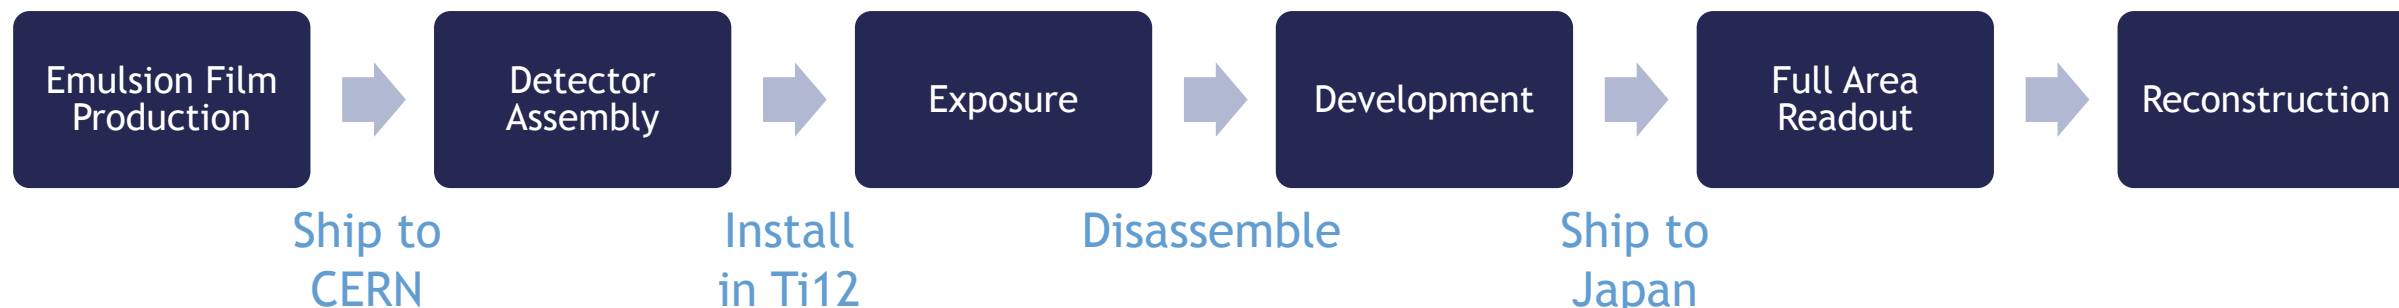 Emulsion Film
Production
Detector
Assembly
Exposure
Development
Full Area
Readout
Reconstruction
Ship to
CERN
Install
in Ti12
Disassemble
Ship to
Japan